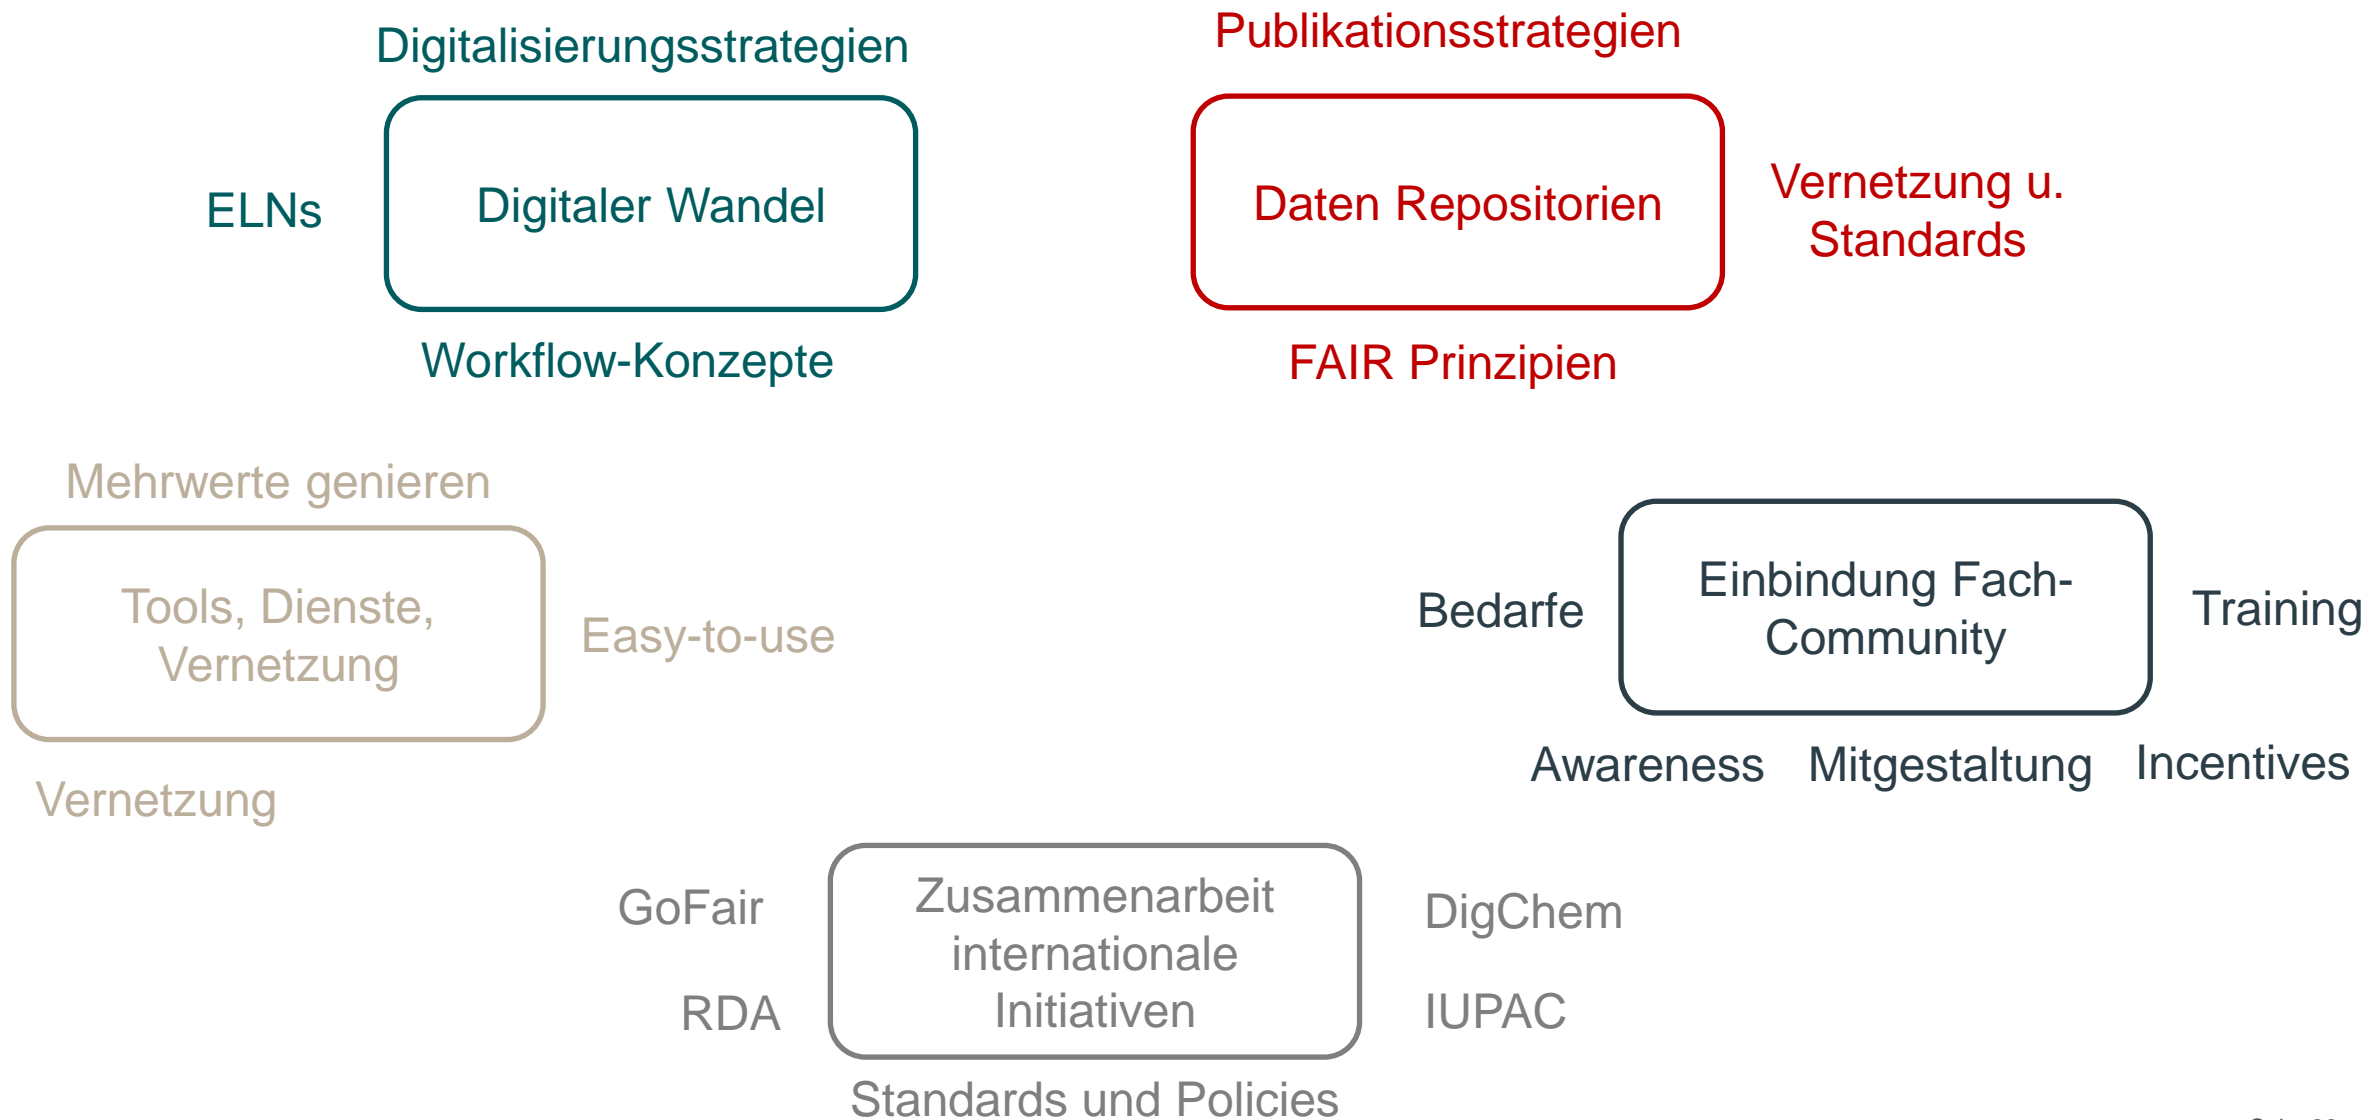 Digitalisierungsstrategien
Publikationsstrategien
ELNs
Digitaler Wandel
Daten Repositorien
Vernetzung u.
Standards
Workflow-Konzepte
FAIR Prinzipien
Mehrwerte genieren
Tools, Dienste,
Vernetzung
Easy-to-use
Vernetzung
Bedarfe
Einbindung Fach-
Community
Training
Awareness
Mitgestaltung
Incentives
GoFair
RDA
Zusammenarbeit
internationale
Initiativen
DigChem
IUPAC
Standards und Policies